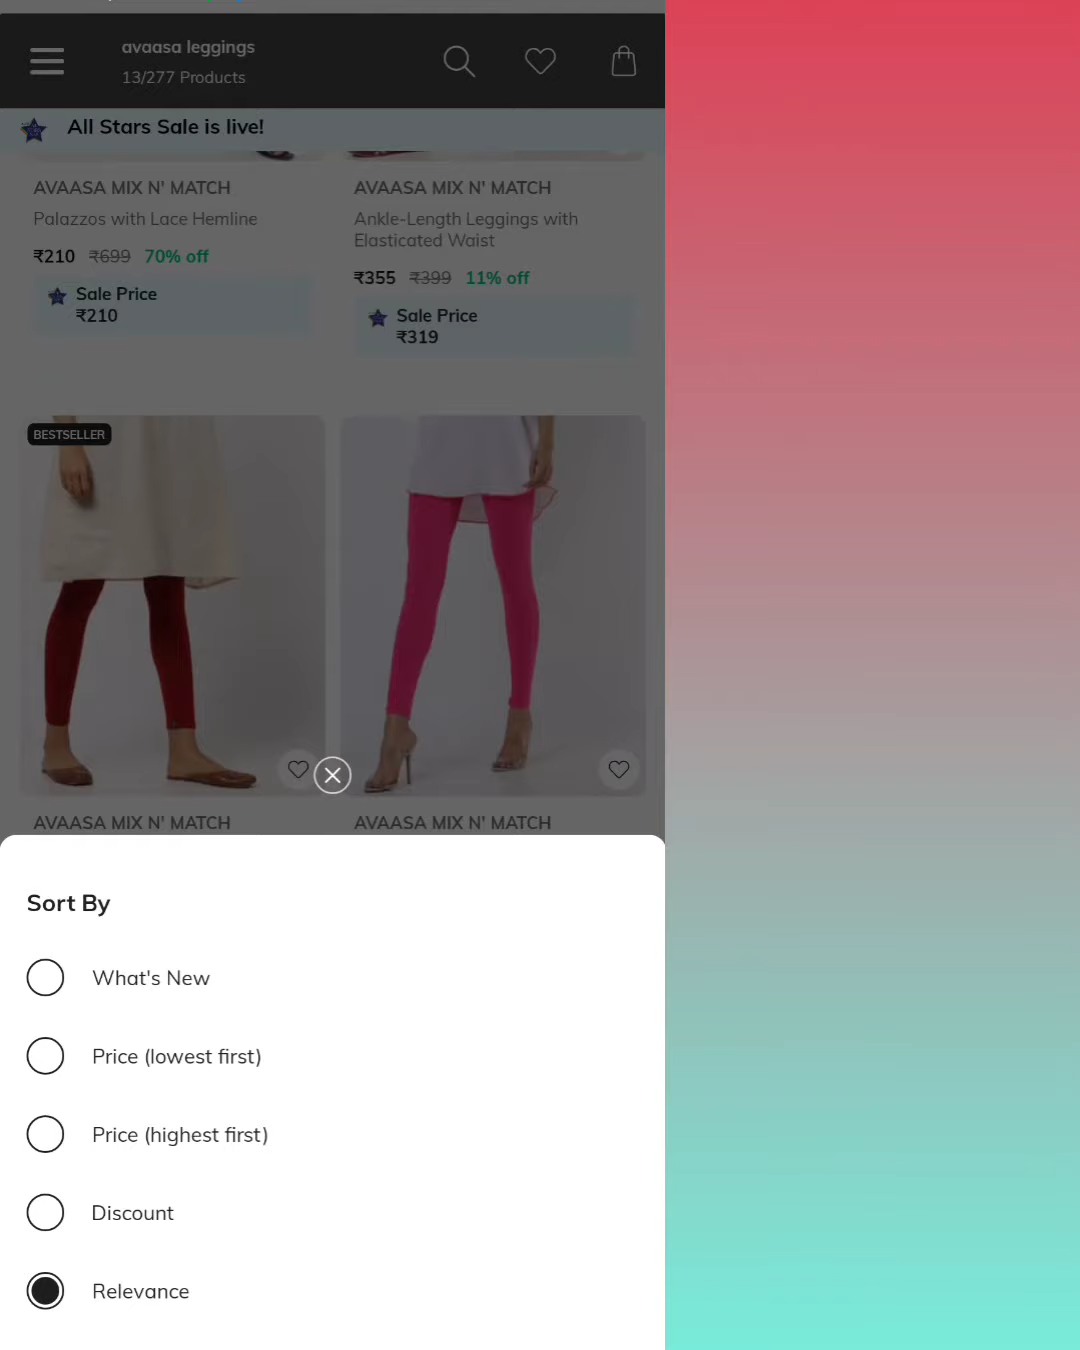 avaasa leggings
13/277 Products
All Stars Sale is live!
AVAASA MIX N' MATCH
Palazzos with Lace Hemline
₹210 ₹699 70% off
Sale Price
₹210
AVAASA MIX N' MATCH
Ankle-Length Leggings with
Elasticated Waist
₹355 ₹399 11% off
Sale Price
₹319
BESTSELLER
AVAASA MIX N' MATCH
AVAASA MIX N' MATCH
Sort By
What's New
Price (lowest first)
Price (highest first)
Discount
Relevance